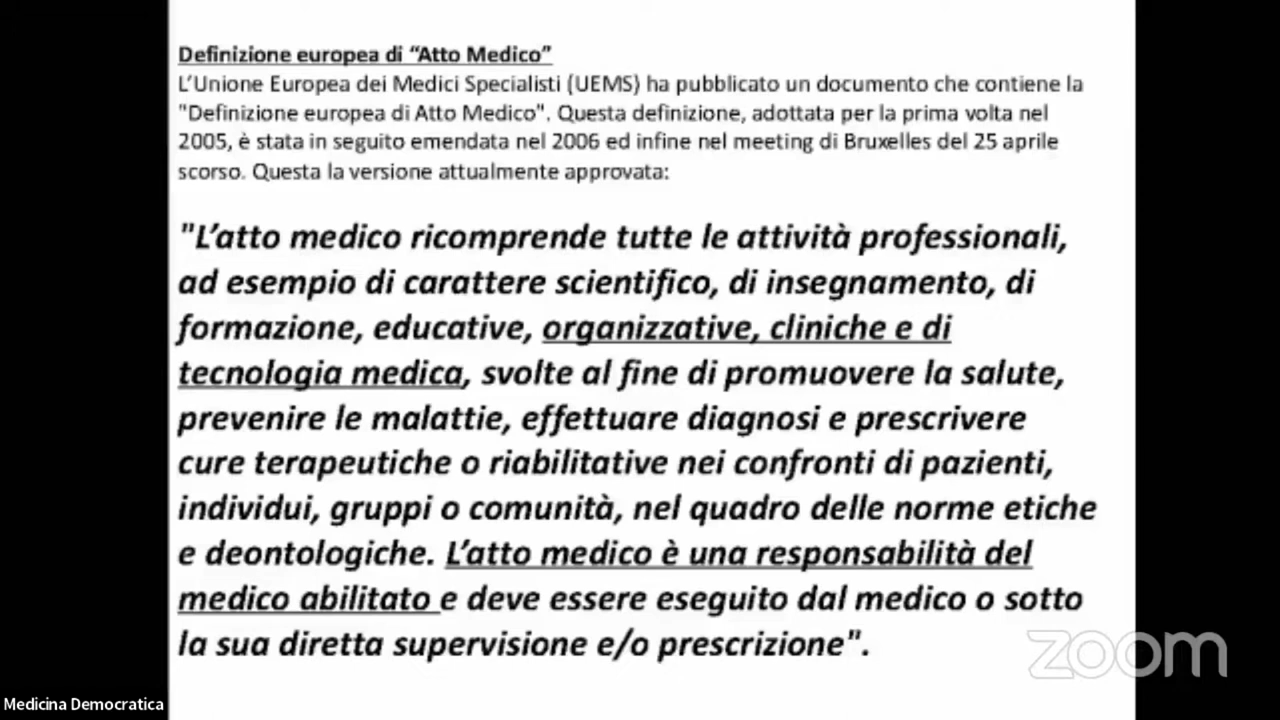 Definizione europea di “Atto Medico”
L’Unione Europea dei Medici Specialisti (UEMS) ha pubblicato un documento che contiene la
"Definizione europea di Atto Medico". Questa definizione, adottata per la prima volta nel
2005, è stata in seguito emendata nel 2006 ed infine nel meeting di Bruxelles del 25 aprile
scorso. Questa la versione attualmente approvata:
"L’atto medico ricomprende tutte le attività professionali,
ad esempio di carattere scientifico, di insegnamento, di
formazione, educative, organizzative, cliniche e di
tecnologia medica, svolte al fine di promuovere la salute,
prevenire le malattie, effettuare diagnosi e prescrivere
cure terapeutiche o riabilitative nei confronti di pazienti,
individui, gruppi o comunità, nel quadro delle norme etiche
e deontologiche. L’atto medico è una responsabilità del
medico abilitato e deve essere eseguito dal medico o sotto
la sua diretta supervisione e/o prescrizione".
zoom
Medicina Democratica